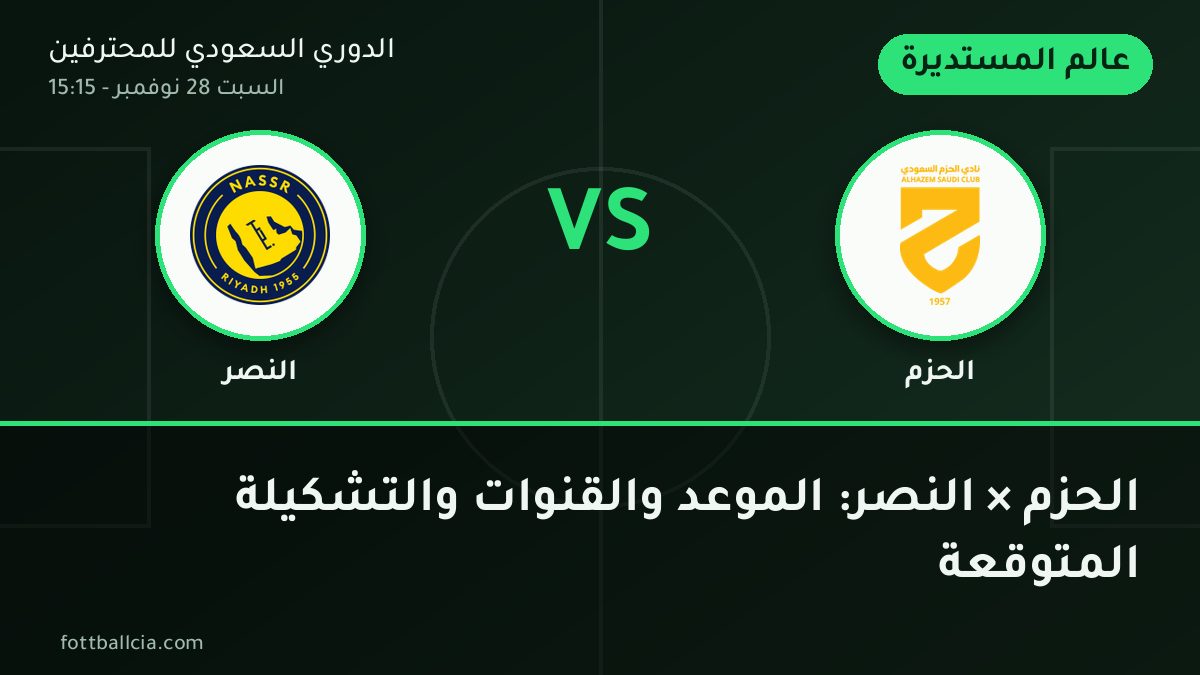 عالم المستديرة
الدوري السعودي للمحترفين
السبت 28 نوفمبر - 15:15
نادي الحزم السعودي
ALHAZEM SAUDI CLUB
1957
VS
NASSR
RIYADH 1955
الحزم
النصر
الحزم × النصر: الموعد والقنوات والتشكيلة
المتوقعة
fottballcia.com